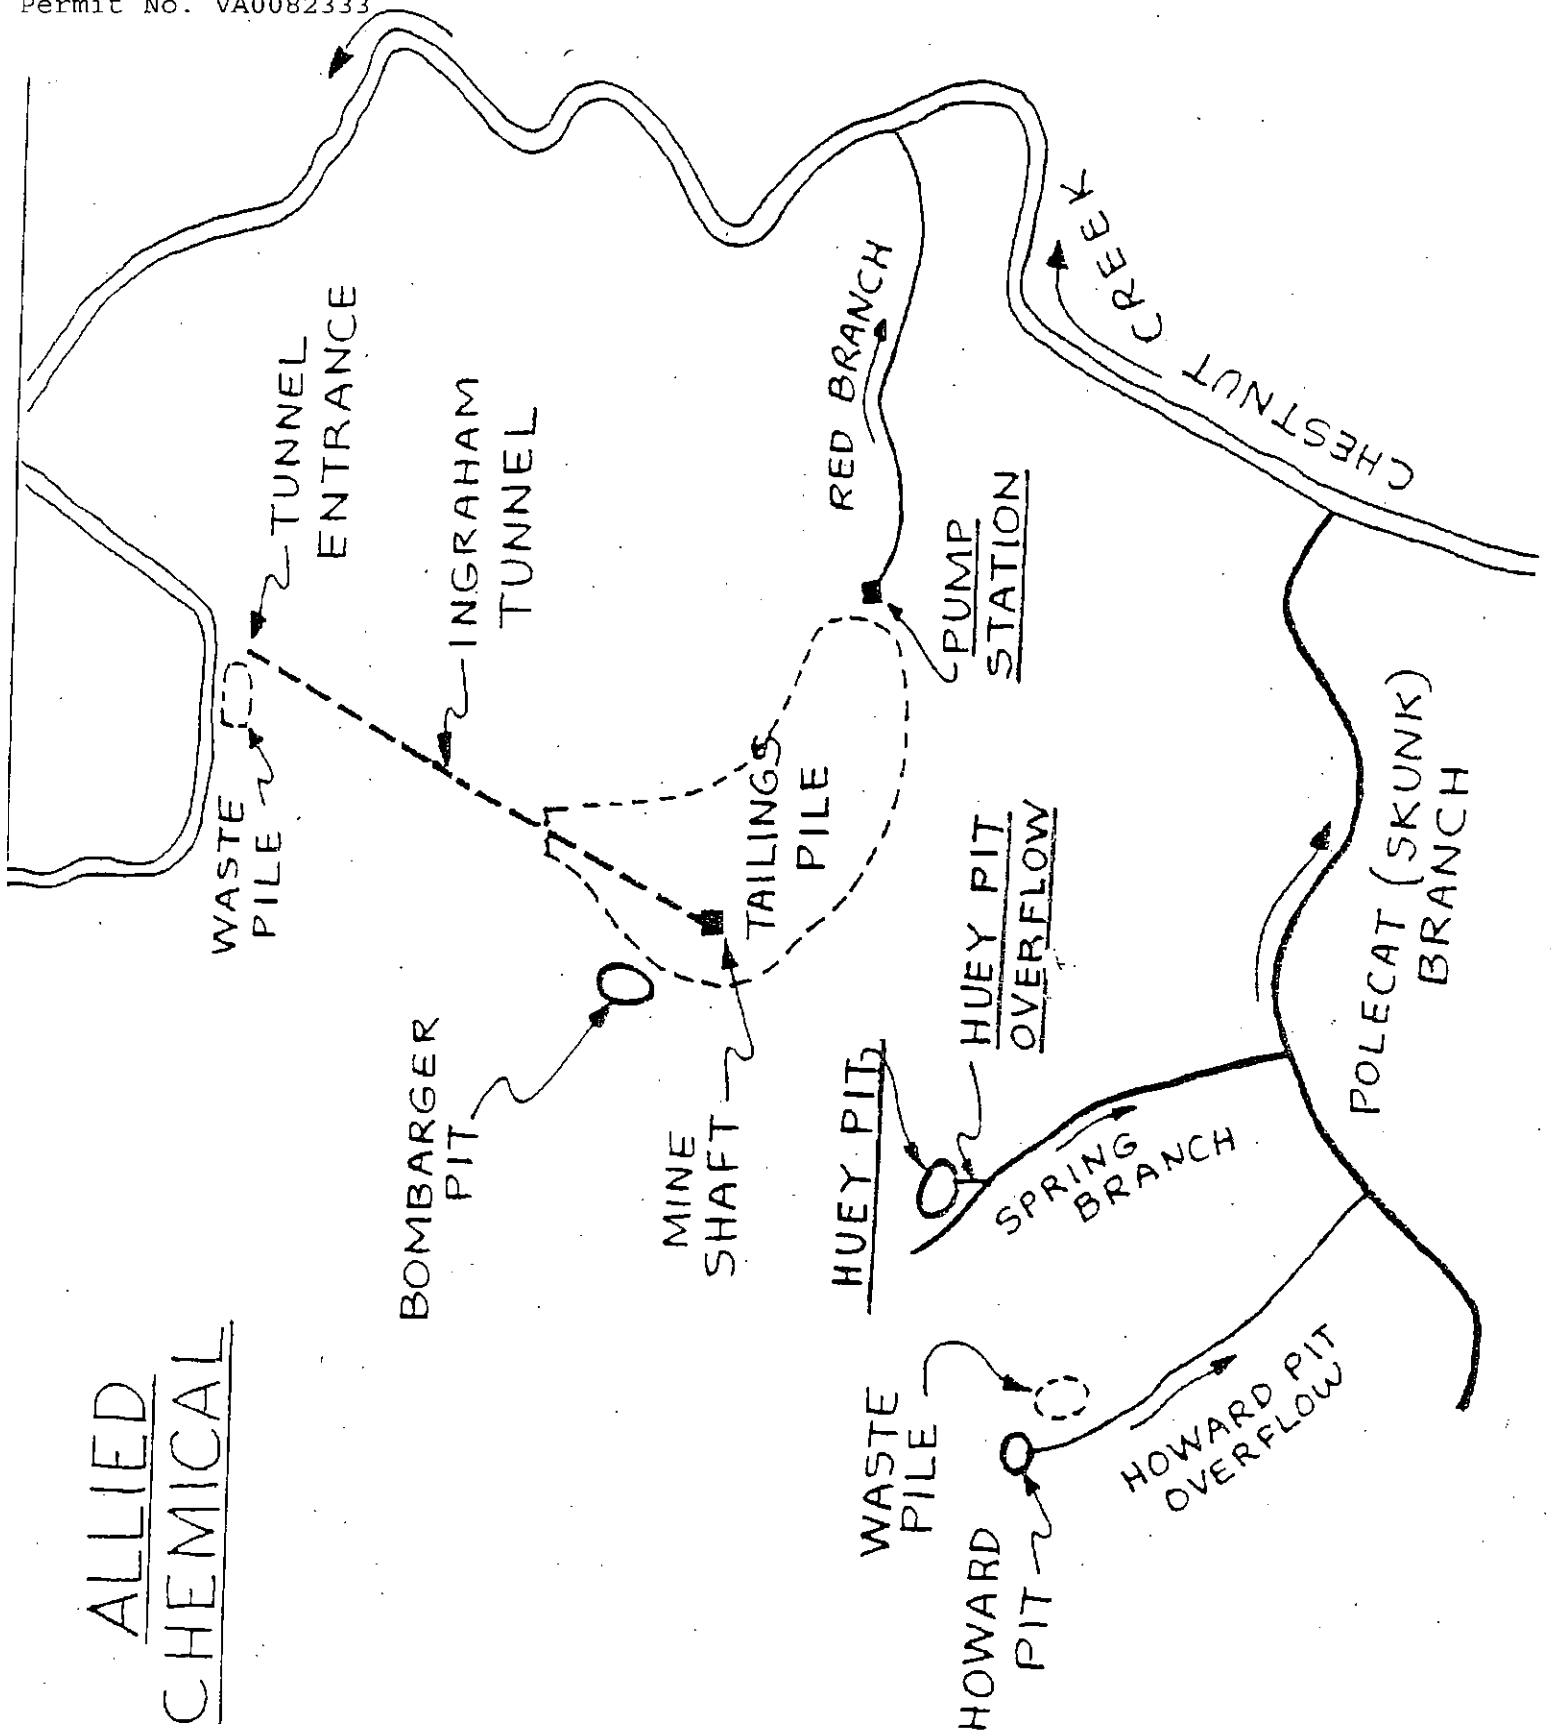 Permit No. VA0082333
ALLIED
CHEMICAL
WASTE
PILE
TUNNEL
ENTRANCE
INGRAHAM
TUNNEL
BOMBARGER
PIT
MINE
SHAFT
TAILINGS
PILE
RED BRANCH
PUMP
STATION
CHESTNUT CREEK
HUEY PIT
HUEY PIT
OVERFLOW
SPRING
BRANCH
WASTE
PILE
HOWARD
PIT
HOWARD PIT
OVERFLOW
POLECAT (SKUNK)
BRANCH